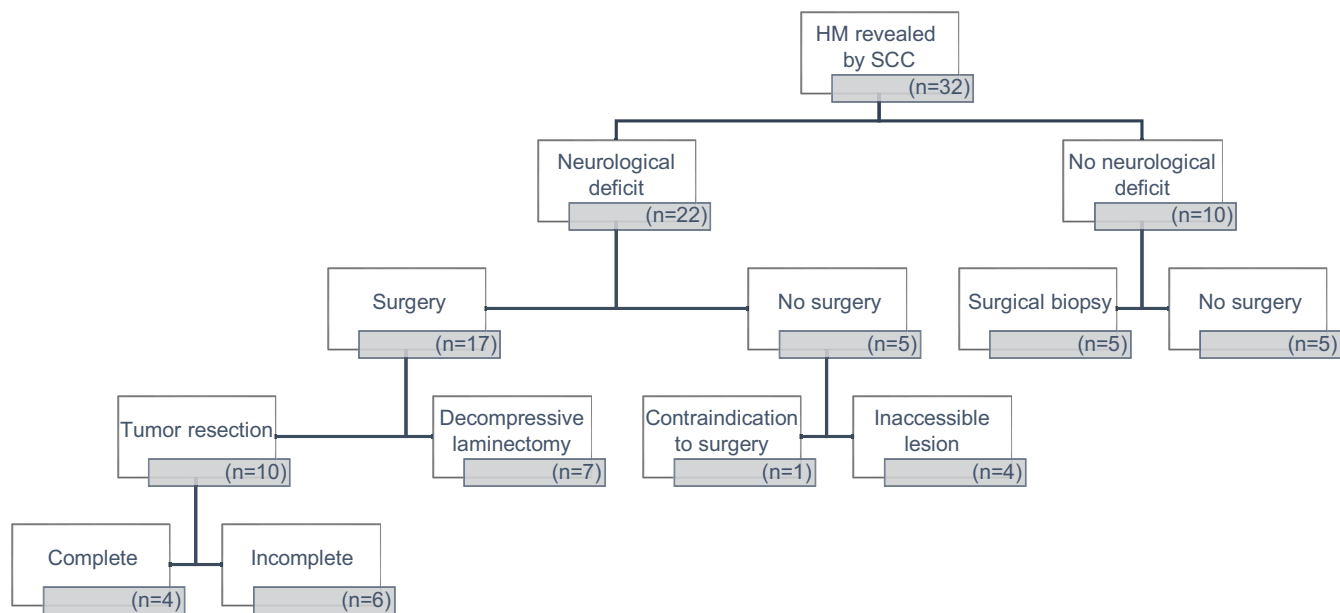 HM revealed
by SCC
(n=32)
Neurological
deficit
(n=22)
No neurological
deficit
(n=10)
Surgery
(n=17)
No surgery
(n=5)
Surgical biopsy
(n=5)
No surgery
(n=5)
Tumor resection
(n=10)
Decompressive
laminectomy
(n=7)
Contraindication
to surgery
(n=1)
Inaccessible
lesion
(n=4)
Complete
(n=4)
Incomplete
(n=6)